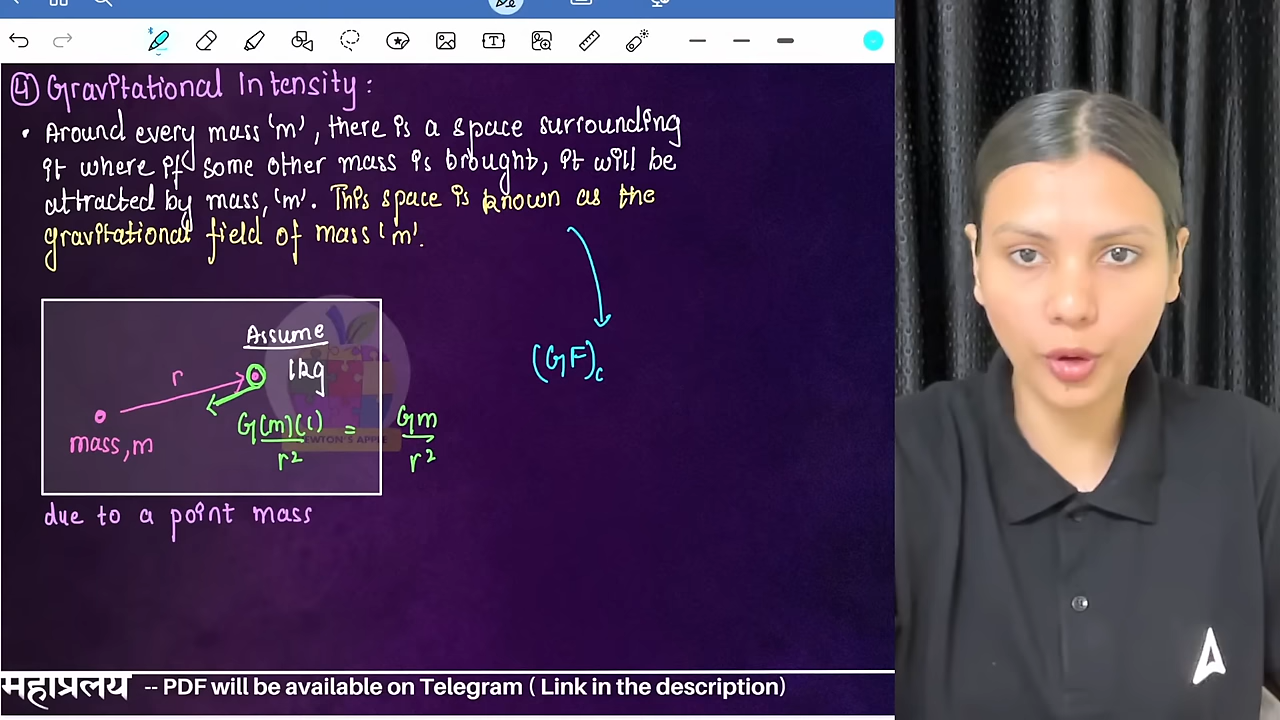 ④ Gravitational Intensity :
• Around every mass 'm', there is a space surrounding
it where if some other mass is brought, it will be
attracted by mass, 'm'. This space is known as the
gravitational field of mass 'm'.
Assume
1kg
r
(GF)c
mass, m
G(m)(1)/r² = Gm/r²
NEWTON'S APPLE
due to a point mass
महाप्रलय -- PDF will be available on Telegram ( Link in the description)